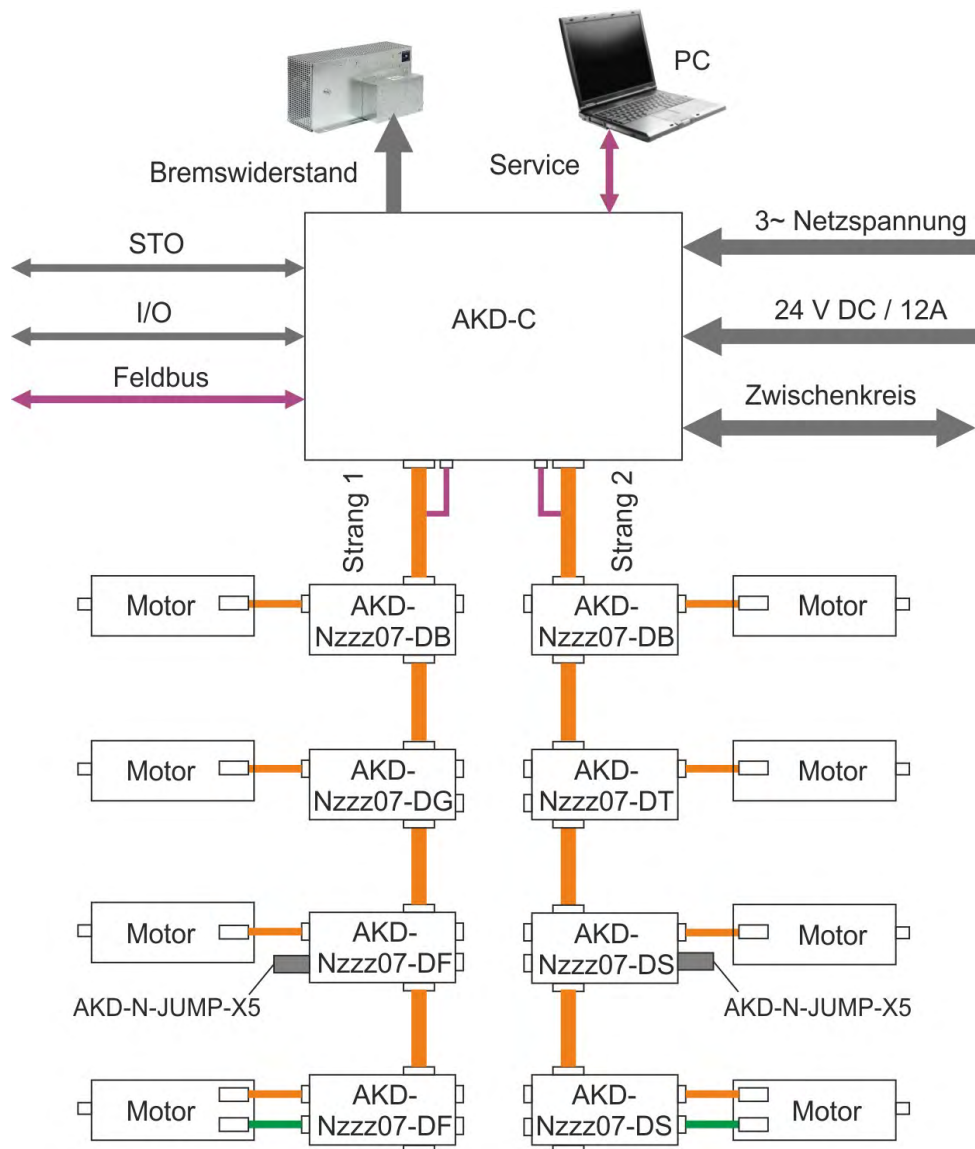 PC
Bremswiderstand
Service
STO
3~ Netzspannung
I/O
AKD-C
24 V DC / 12A
Feldbus
Zwischenkreis
Strang 1
Strang 2
Motor
AKD-
Nzzz07-DB
AKD-
Nzzz07-DB
Motor
Motor
AKD-
Nzzz07-DG
AKD-
Nzzz07-DT
Motor
Motor
AKD-
Nzzz07-DF
AKD-
Nzzz07-DS
Motor
AKD-N-JUMP-X5
AKD-N-JUMP-X5
Motor
AKD-
Nzzz07-DF
AKD-
Nzzz07-DS
Motor